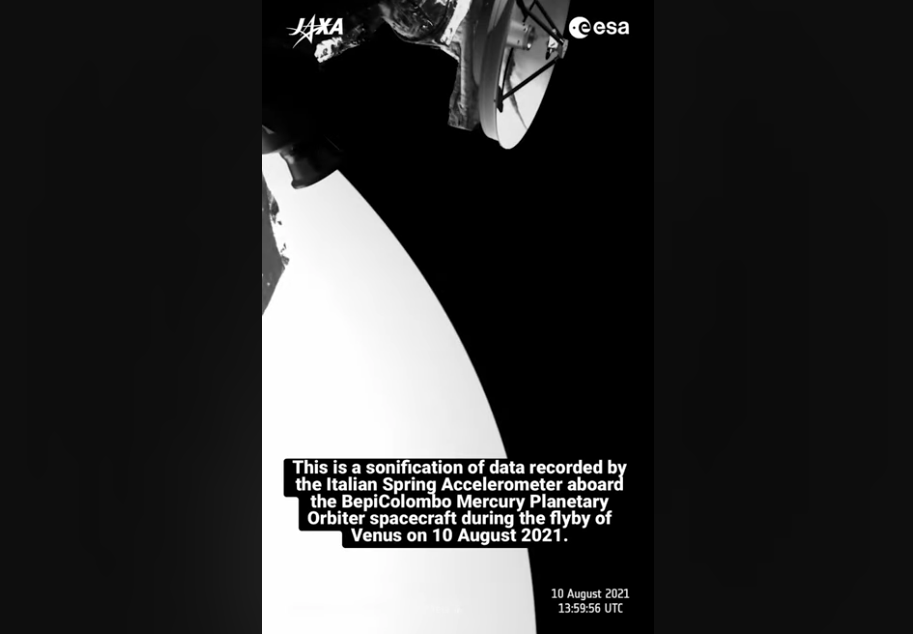 JAXA
esa
This is a sonification of data recorded by
the Italian Spring Accelerometer aboard
the BepiColombo Mercury Planetary
Orbiter spacecraft during the flyby of
Venus on 10 August 2021.
10 August 2021
13:59:56 UTC